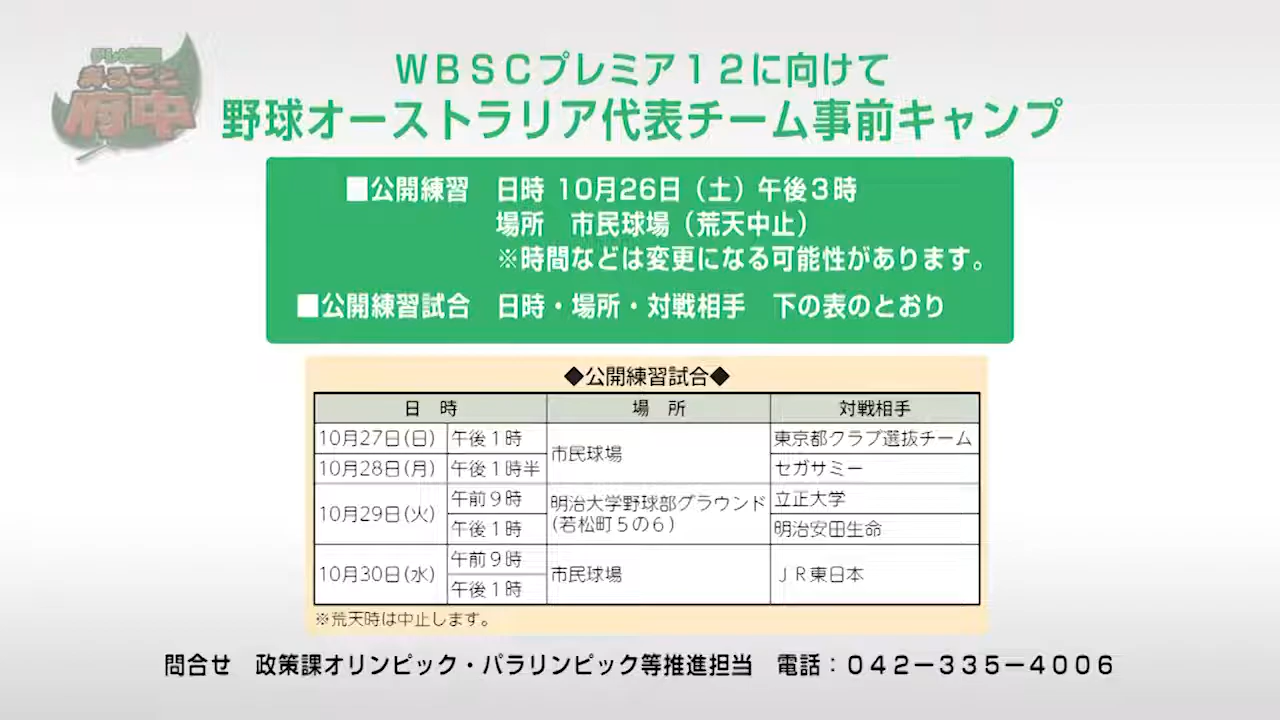 テレビ広報
まるごと
府中
ＷＢＳＣプレミア１２に向けて
野球オーストラリア代表チーム事前キャンプ
■公開練習　日時 10月26日（土）午後３時
場所　市民球場（荒天中止）
※時間などは変更になる可能性があります。
■公開練習試合　日時・場所・対戦相手　下の表のとおり
◆公開練習試合◆
日　時　場　所　対戦相手
10月27日(日) 午後１時 市民球場 東京都クラブ選抜チーム
10月28日(月) 午後１時半 セガサミー
10月29日(火) 午前９時 明治大学野球部グラウンド 立正大学
午後１時 (若松町５の６) 明治安田生命
10月30日(水) 午前９時 市民球場 ＪＲ東日本
午後１時
※荒天時は中止します。
問合せ　政策課オリンピック・パラリンピック等推進担当　電話：０４２－３３５－４００６